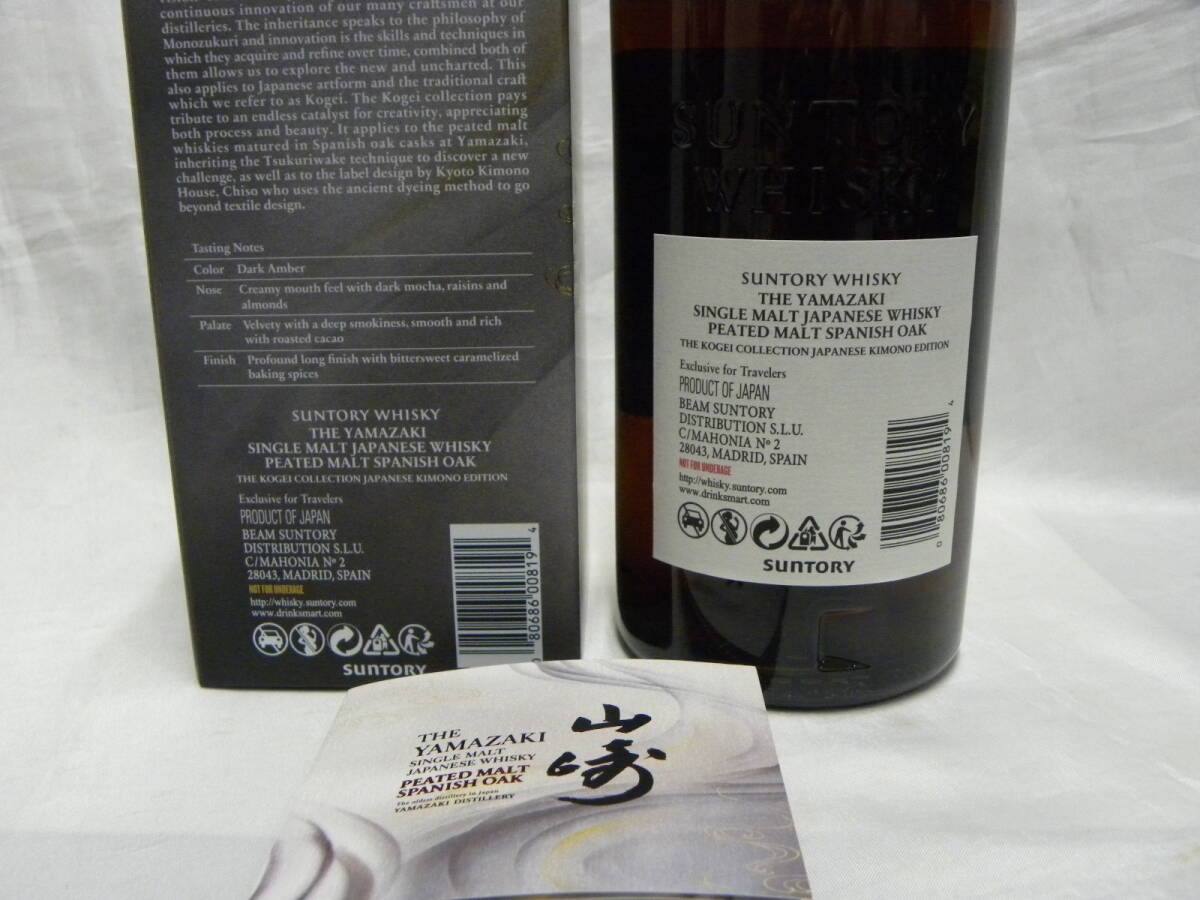 continuous innovation of our many craftsmen at our
distilleries. The inheritance speaks to the philosophy of
Monozukuri and innovation is the skills and techniques in
which they acquire and refine over time, combined both of
them allows us to explore the new and uncharted. This
also applies to Japanese artform and the traditional craft
which we refer to as Kogei. The Kogei collection pays
tribute to an endless catalyst for creativity, appreciating
both process and beauty. It applies to the peated malt
whiskies matured in Spanish oak casks at Yamazaki,
inheriting the Tsukuriwake technique to discover a new
challenge, as well as to the label design by Kyoto Kimono
House, Chiso who uses the ancient dyeing method to go
beyond textile design.
Tasting Notes
Color Dark Amber
Nose Creamy mouth feel with dark mocha, raisins and
almonds
Palate Velvety with a deep smokiness, smooth and rich
with roasted cacao
Finish Profound long finish with bittersweet caramelized
baking spices
SUNTORY WHISKY
THE YAMAZAKI
SINGLE MALT JAPANESE WHISKY
PEATED MALT SPANISH OAK
THE KOGEI COLLECTION JAPANESE KIMONO EDITION
Exclusive for Travelers
PRODUCT OF JAPAN
BEAM SUNTORY
DISTRIBUTION S.L.U.
C/MAHONIA Nº 2
28043, MADRID, SPAIN
NOT FOR UNDERAGE
http://whisky.suntory.com
www.drinksmart.com
SUNTORY
0 80686 00819 4
SUNTORY
WHISKY
SUNTORY WHISKY
THE YAMAZAKI
SINGLE MALT JAPANESE WHISKY
PEATED MALT SPANISH OAK
THE KOGEI COLLECTION JAPANESE KIMONO EDITION
Exclusive for Travelers
PRODUCT OF JAPAN
BEAM SUNTORY
DISTRIBUTION S.L.U.
C/MAHONIA Nº 2
28043, MADRID, SPAIN
NOT FOR UNDERAGE
http://whisky.suntory.com
www.drinksmart.com
SUNTORY
0 80686 00819 4
THE
YAMAZAKI
SINGLE MALT
JAPANESE WHISKY
PEATED MALT
SPANISH OAK
The oldest distillery in Japan
YAMAZAKI DISTILLERY
山崎